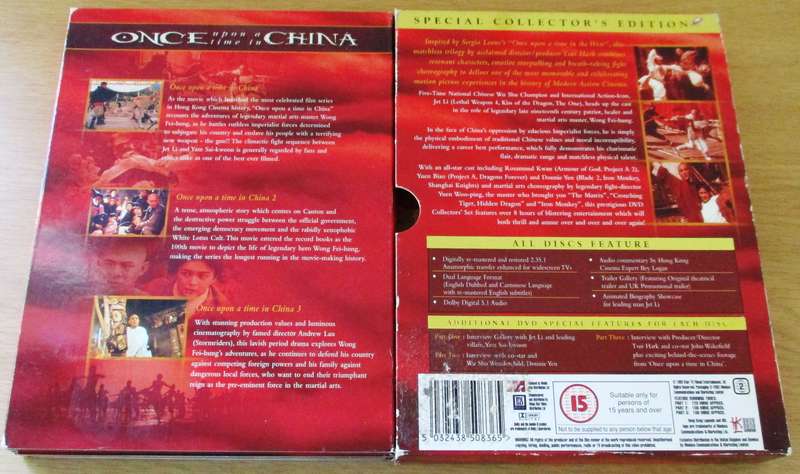 ONCE upon a time in CHINA
Once upon a time in China
As the movie which launched the most celebrated film series
in Hong Kong Cinema history, "Once upon a time in China"
recounts the adventures of legendary martial arts master Wong
Fei-hung, as he battles ruthless imperialist forces determined
to subjugate his country and enslave his people with a terrifying
new weapon - the gun!! The climactic fight sequence between
Jet Li and Yam Sai-kwoon is generally regarded by fans and
critics alike as one of the best ever filmed.
Once upon a time in China 2
A tense, atmospheric story which centres on Canton and
the destructive power struggle between the official government,
the emerging democracy movement and the rabidly xenophobic
White Lotus Cult. This movie entered the record books as the
100th movie to depict the life of legendary hero Wong Fei-hung,
making the series the longest running in the movie-making history.
Once upon a time in China 3
With stunning production values and luminous
cinematography by famed director Andrew Lau
(Stormriders), this lavish period drama explores Wong
Fei-hung's adventures, as he continues to defend his country
against competing foreign powers and his family against
dangerous local forces, who want to end their triumphant
reign as the pre-eminent force in the martial arts.
SPECIAL COLLECTOR'S EDITION
Inspired by Sergio Leone's "Once upon a time in the West", this
matchless trilogy by acclaimed director/producer Tsui Hark combines
resonant characters, emotive storytelling and breath-taking fight
choreography to deliver one of the most memorable and exhilarating
motion picture experiences in the history of Modern Action Cinema.
Five-Time National Chinese Wu Shu Champion and International Action-Icon,
Jet Li (Lethal Weapon 4, Kiss of the Dragon, The One), heads up the cast
in the role of legendary late nineteenth century patriot, healer and
martial arts master, Wong Fei-hung.
In the face of China's oppression by edacious imperialist forces, he is simply
the physical embodiment of traditional Chinese values and moral incorruptibility,
delivering a career best performance, which fully demonstrates his charismatic
flair, dramatic range and matchless physical talent.
With an all-star cast including Rosamund Kwan (Armour of God, Project A 2),
Yuen Biao (Project A, Dragons Forever) and Donnie Yen (Blade 2, Iron Monkey,
Shanghai Knights) and martial arts choreography by legendary fight-director
Yuen Woo-ping, the master who brought you "The Matrix", "Crouching
Tiger, Hidden Dragon" and "Iron Monkey", this prestigious DVD
Collectors' Set features over 8 hours of blistering entertainment which will
both thrill and amaze over and over and over again!
ALL DISCS FEATURE
• Digitally re-mastered and restored 2.35.1
Anamorphic transfer enhanced for widescreen TVs
• Dual Language Format
(English Dubbed and Cantonese Language
with re-mastered English subtitles)
• Dolby Digital 5.1 Audio
• Audio commentary by Hong Kong
Cinema Expert Bey Logan
• Trailer Gallery (Featuring Original theatrical
trailer and UK Promotional trailer)
• Animated Biography Showcase
for leading man Jet Li
ADDITIONAL DVD SPECIAL FEATURES FOR EACH DISC
Part One : Interview Gallery with Jet Li and leading
villain, Yam Sai-kwoon
Part Two : Interview with co-star and
Wu Shu Wonder-kid, Donnie Yen
Part Three : Interview with Producer/Director
Tsui Hark and co-star John Wakefield
plus exciting behind-the-scenes footage
from 'Once upon a time in China'.
5 032438 508365
15
Suitable only for
persons of
15 years and over
Not to be supplied to any person below that age
2